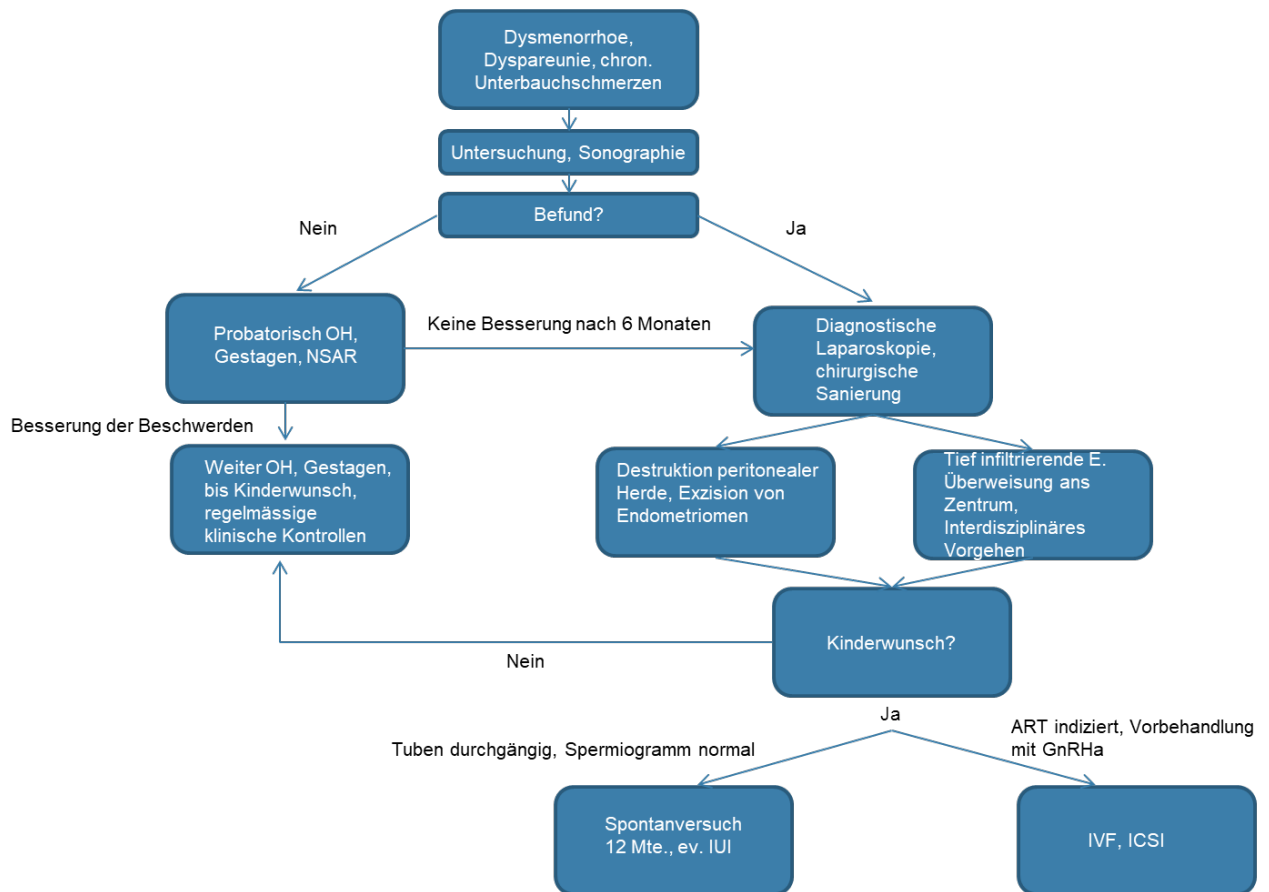 Dysmenorrhoe,
Dyspareunie, chron.
Unterbauchschmerzen
Untersuchung, Sonographie
Befund?
Nein
Ja
Probatorisch OH,
Gestagen, NSAR
Keine Besserung nach 6 Monaten
Diagnostische
Laparoskopie,
chirurgische
Sanierung
Besserung der Beschwerden
Weiter OH, Gestagen,
bis Kinderwunsch,
regelmässige
klinische Kontrollen
Destruktion peritonealer
Herde, Exzision von
Endometriomen
Tief infiltrierende E.
Überweisung ans
Zentrum,
Interdisziplinäres
Vorgehen
Kinderwunsch?
Nein
Ja
Tuben durchgängig, Spermiogramm normal
ART indiziert, Vorbehandlung
mit GnRHa
Spontanversuch
12 Mte., ev. IUI
IVF, ICSI